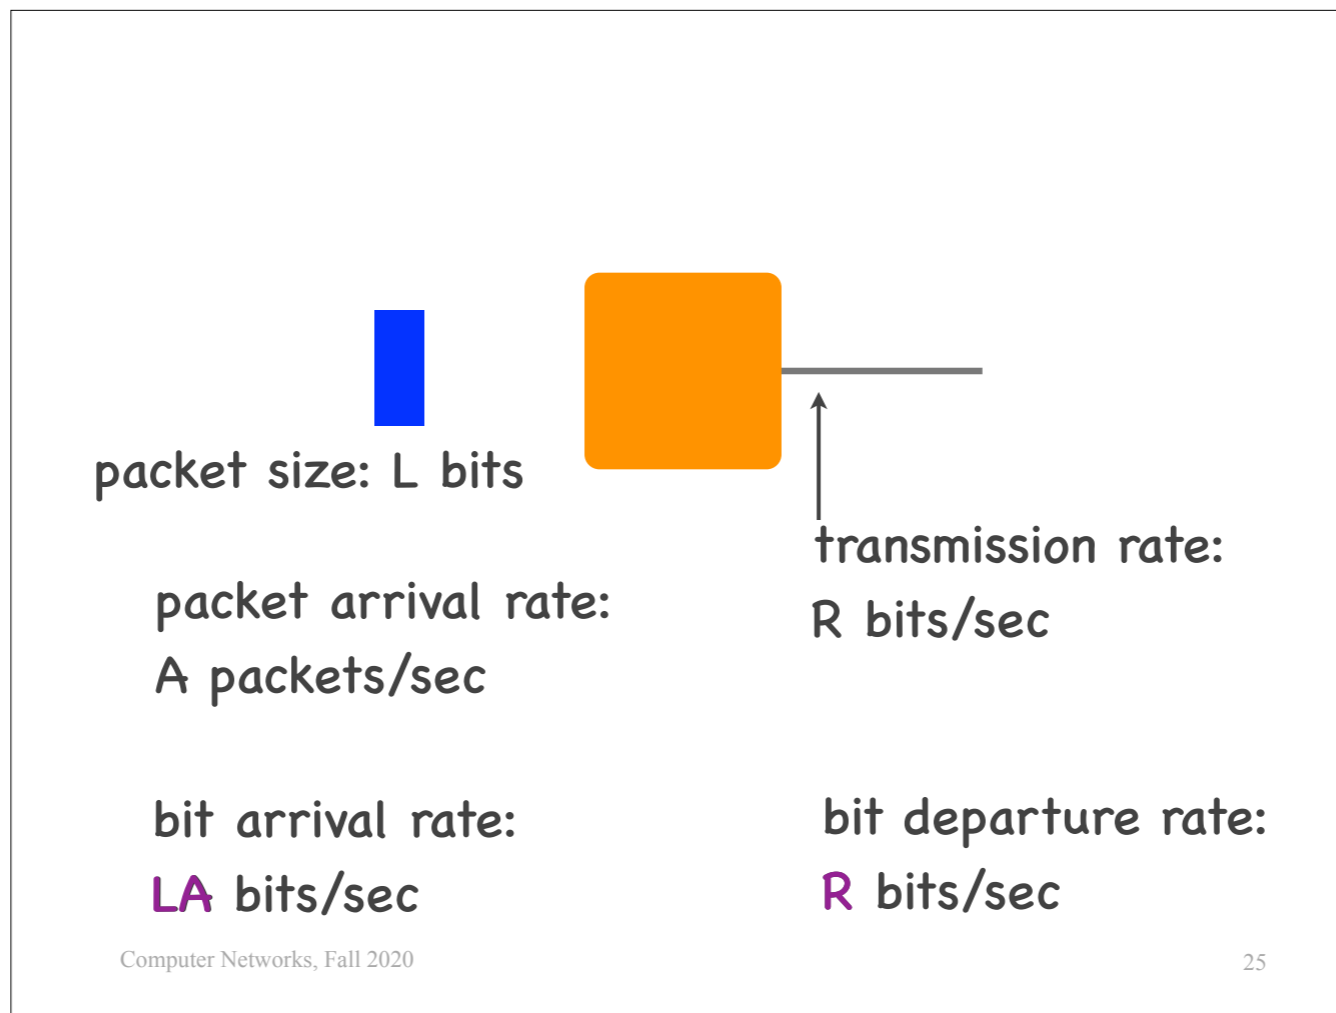 packet size: L bits
packet arrival rate:
A packets/sec
transmission rate:
R bits/sec
bit arrival rate:
LA bits/sec
bit departure rate:
R bits/sec
Computer Networks, Fall 2020
25